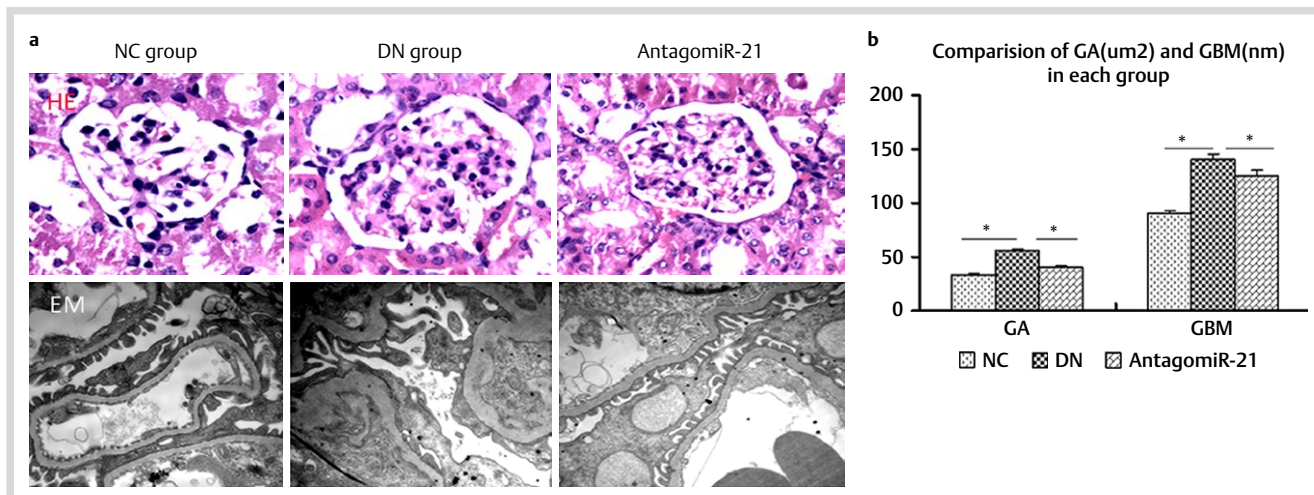 a
NC group
DN group
AntagomiR-21
HE
EM
b
Comparision of GA(um2) and GBM(nm)
in each group
200
150
100
50
0
* *
* *
GA
GBM
NC
DN
AntagomiR-21